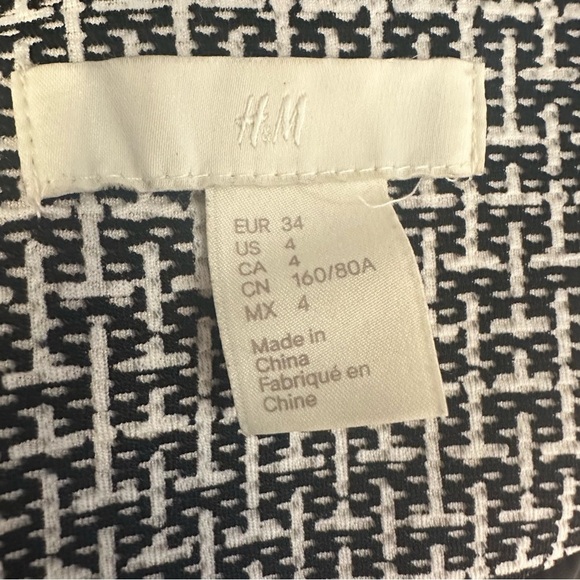 H&M
EUR 34
US 4
CA 4
CN 160/80A
MX 4
Made in
China
Fabriqué en
Chine